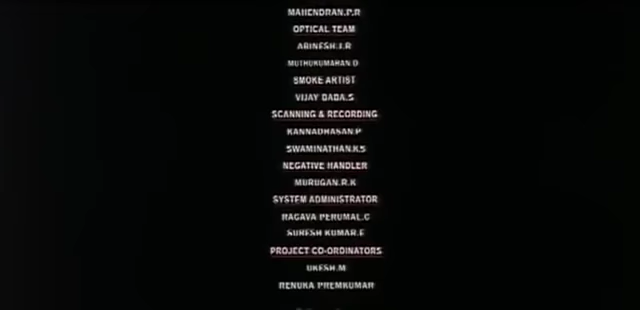 MAHENDRAN.P.R
OPTICAL TEAM
ABINESH.J.R
MUTHUKUMARAN.D
SMOKE ARTIST
VIJAY BABA.S
SCANNING & RECORDING
KANNADHASAN.P
SWAMINATHAN.K.S
NEGATIVE HANDLER
MURUGAN.R.K
SYSTEM ADMINISTRATOR
RAGAVA PERUMAL.C
SURESH KUMAR.E
PROJECT CO-ORDINATORS
UKESH.M
RENUKA PREMKUMAR